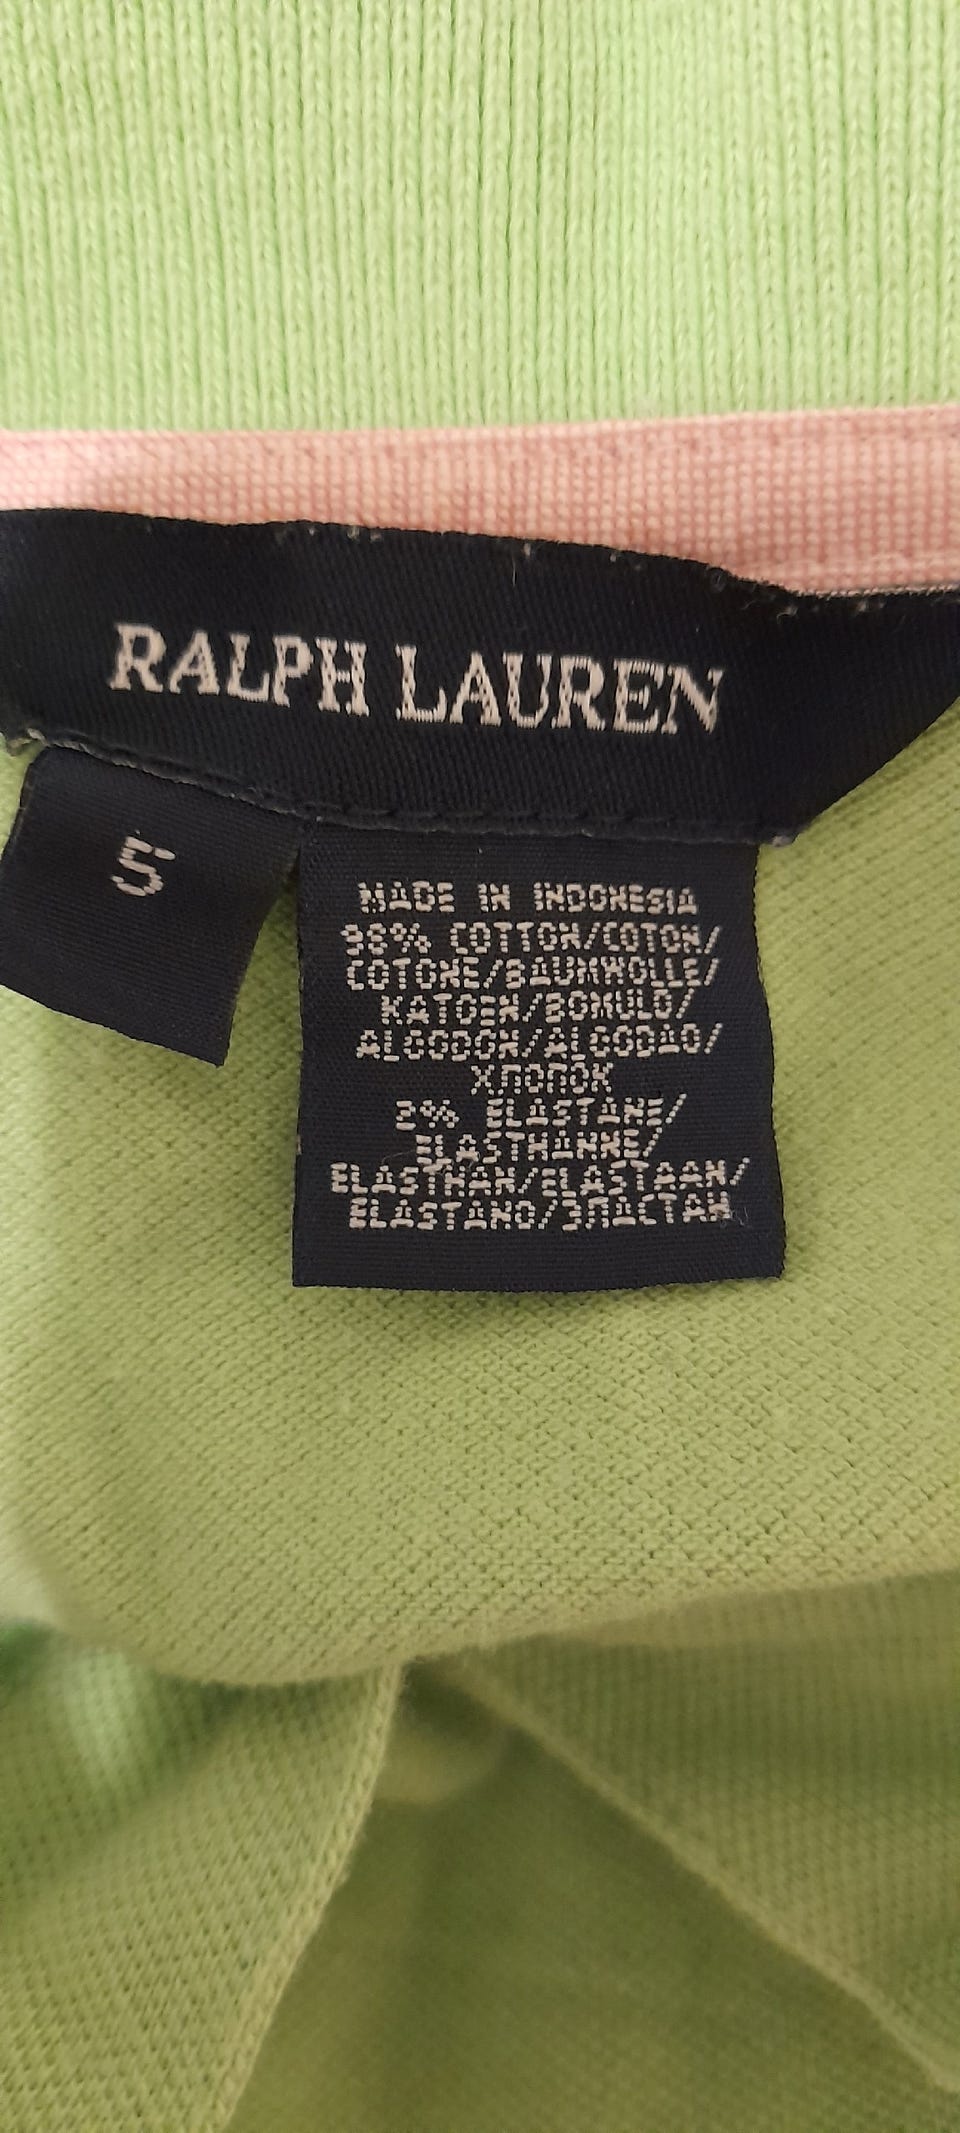 RALPH LAUREN
5
MADE IN INDONESIA
98% COTTON/COTON/
COTONE/BAUMWOLLE/
KATOEN/BOMULD/
ALGODON/ALGODAO/
ХЛОПОК
2% ELASTANE/
ELASTHANNE/
ELASTHAN/ELASTAAN/
ELASTANO/ЭЛАСТАН